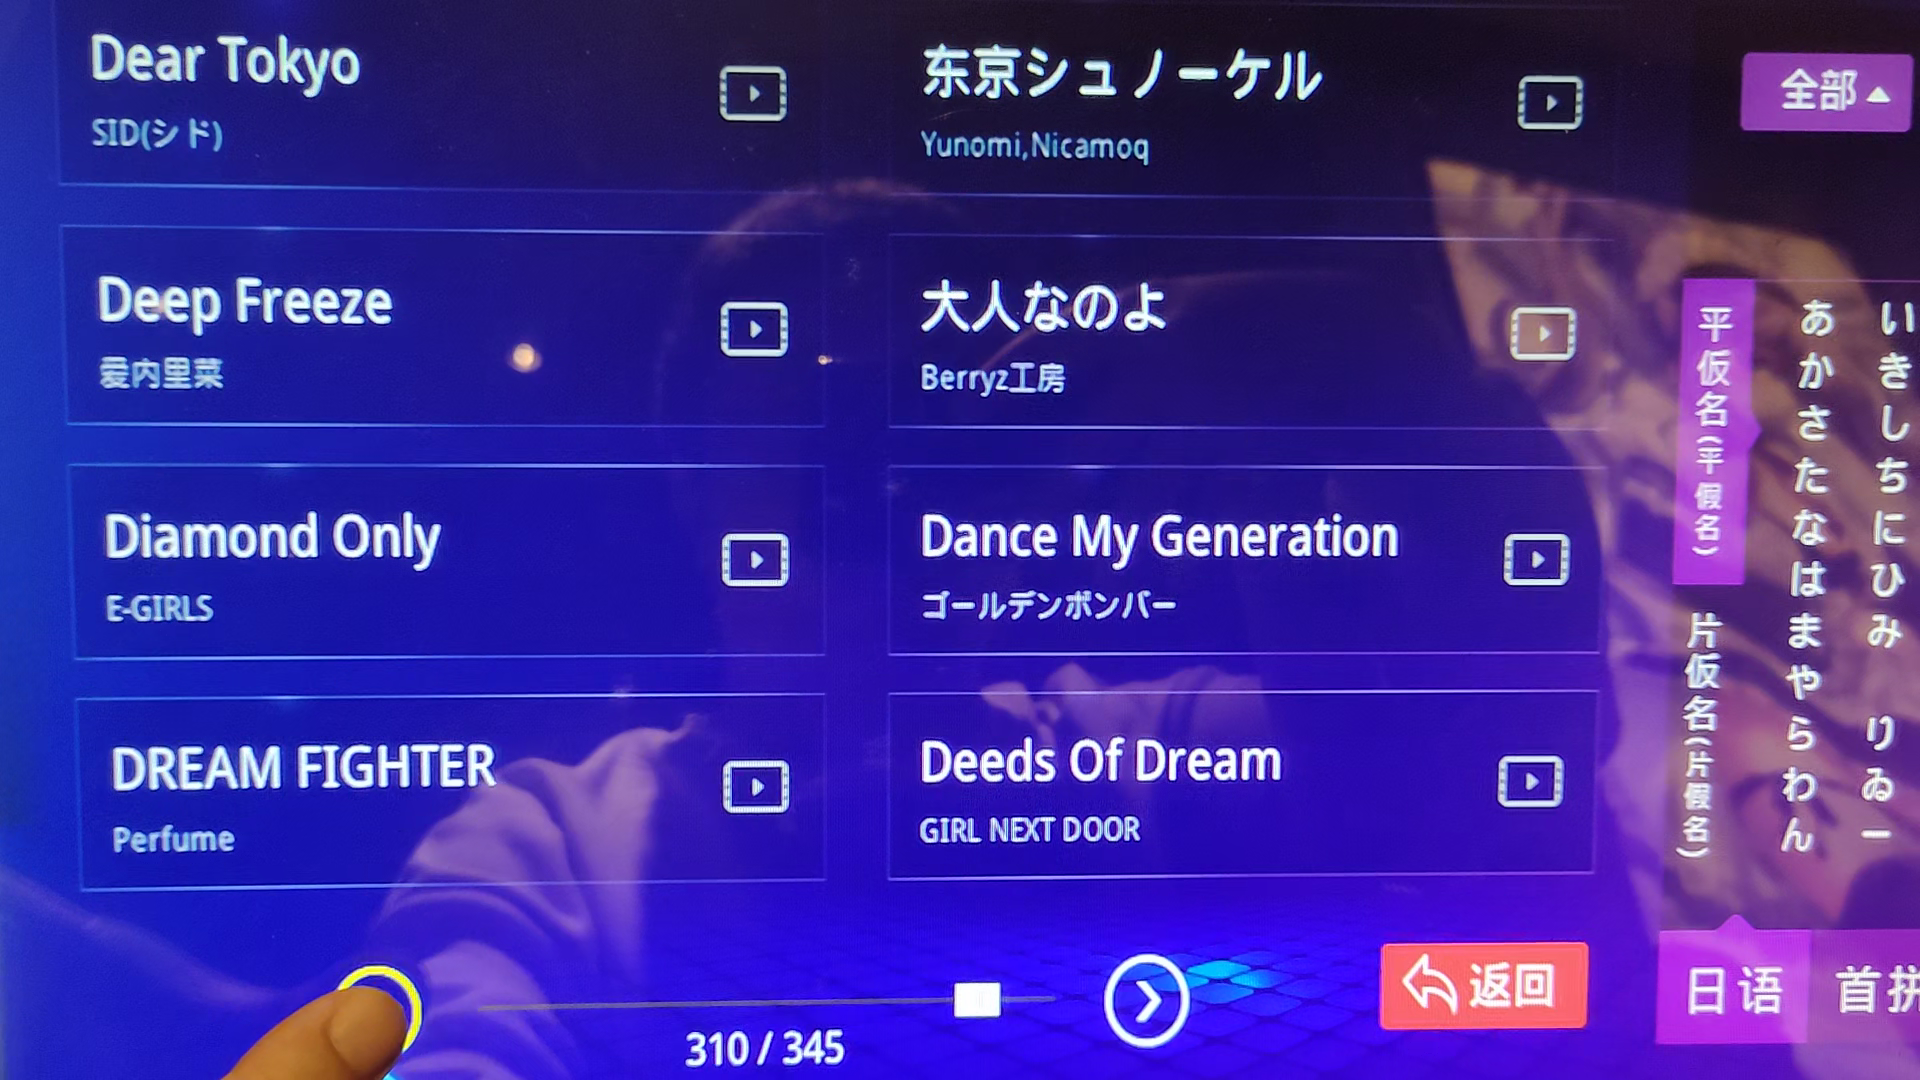 Dear Tokyo
SID(シド)
东京シュノーケル
Yunomi,Nicamoq
Deep Freeze
爱内里菜
大人なのよ
Berryz工房
Diamond Only
E-GIRLS
Dance My Generation
ゴールデンボンバー
DREAM FIGHTER
Perfume
Deeds Of Dream
GIRL NEXT DOOR
310 / 345
返回
全部
平仮名(平假名)
片仮名(片假名)
あかさたなはまやらわん
いきしちにひみ りゐー
日语
首拼